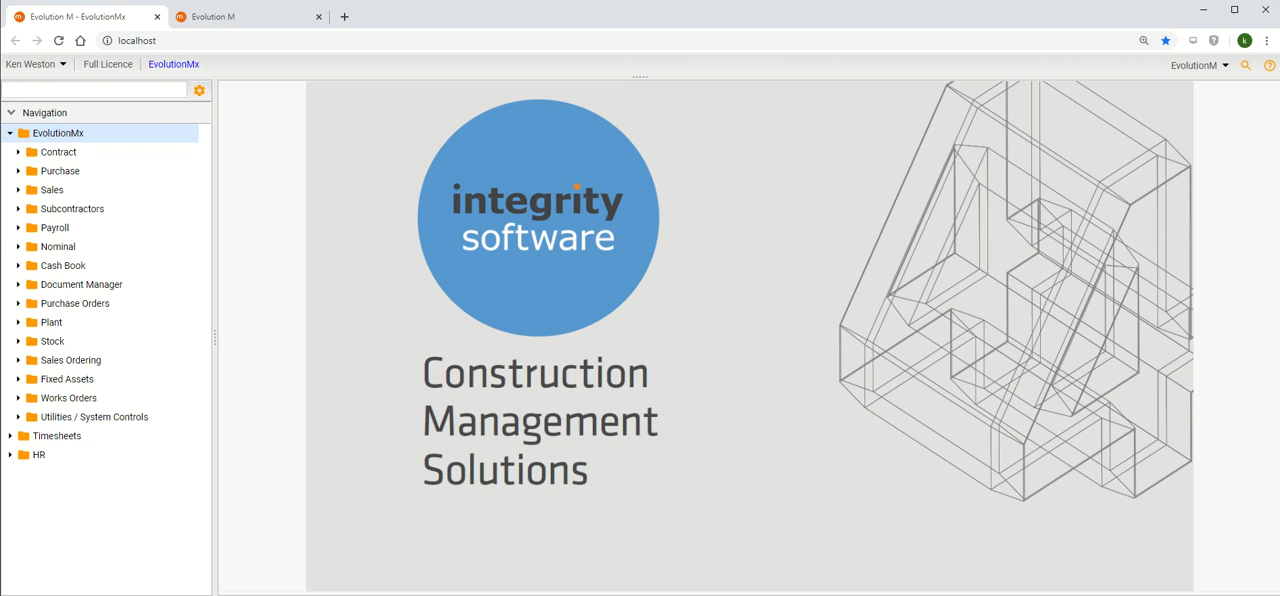 Evolution M - EvolutionMx
Evolution M
localhost
k
Ken Weston
Full Licence
EvolutionMx
EvolutionM
Navigation
EvolutionMx
Contract
Purchase
Sales
Subcontractors
Payroll
Nominal
Cash Book
Document Manager
Purchase Orders
Plant
Stock
Sales Ordering
Fixed Assets
Works Orders
Utilities / System Controls
Timesheets
HR
integrity
software
Construction
Management
Solutions